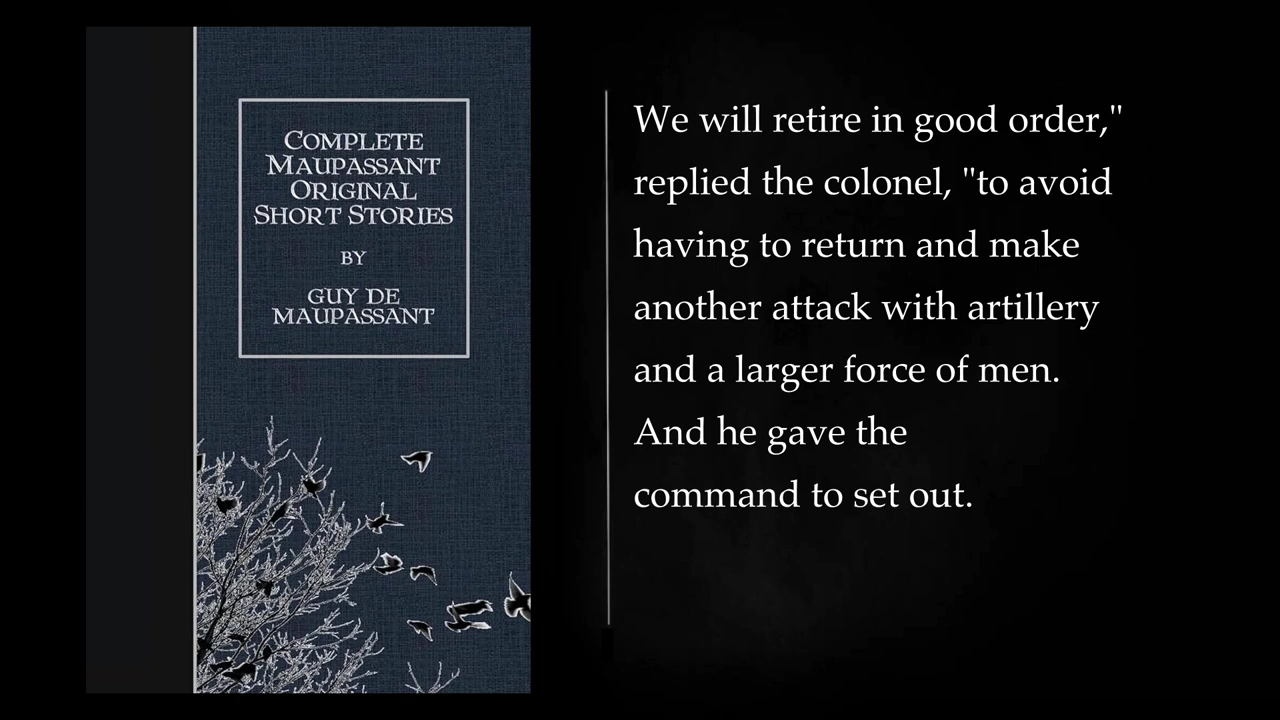 COMPLETE
MAUPASSANT
ORIGINAL
SHORT STORIES
BY
GUY DE
MAUPASSANT
We will retire in good order,"
replied the colonel, "to avoid
having to return and make
another attack with artillery
and a larger force of men.
And he gave the
command to set out.